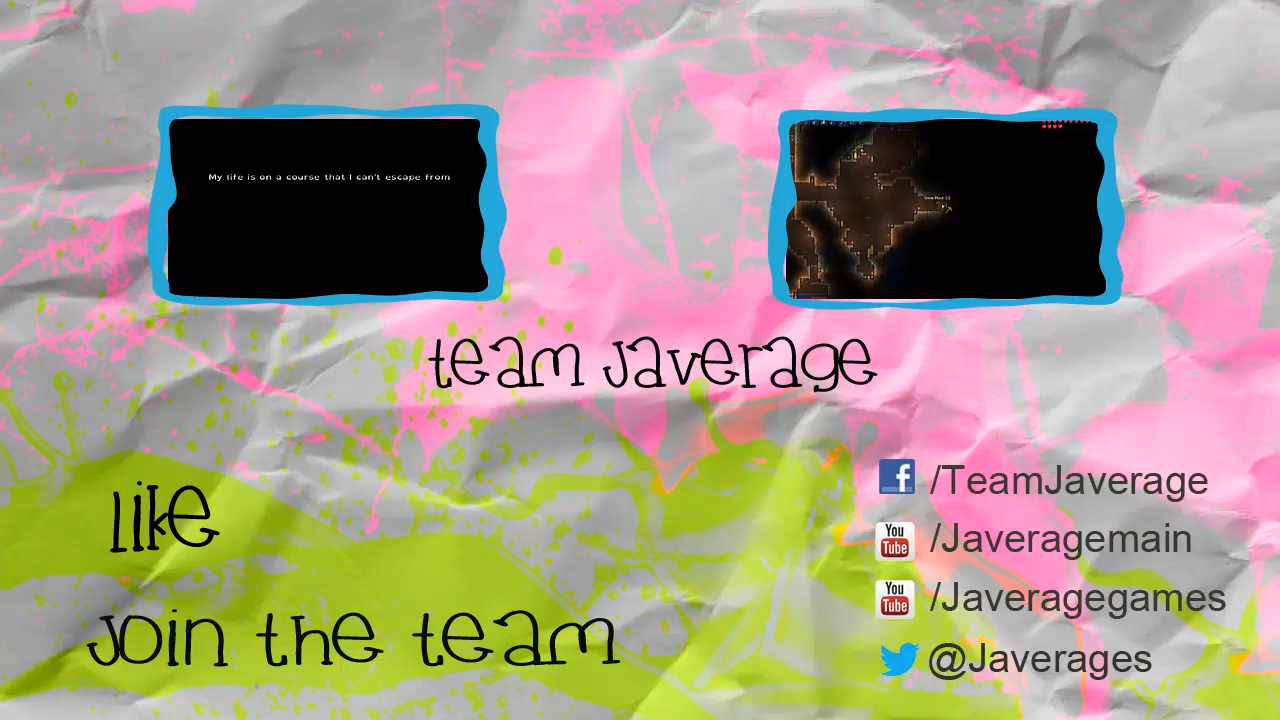 My life is on a course that I can't escape from
team Javerage
like
Join the team
/TeamJaverage
You Tube /Javeragemain
You Tube /Javeragegames
@Javerages